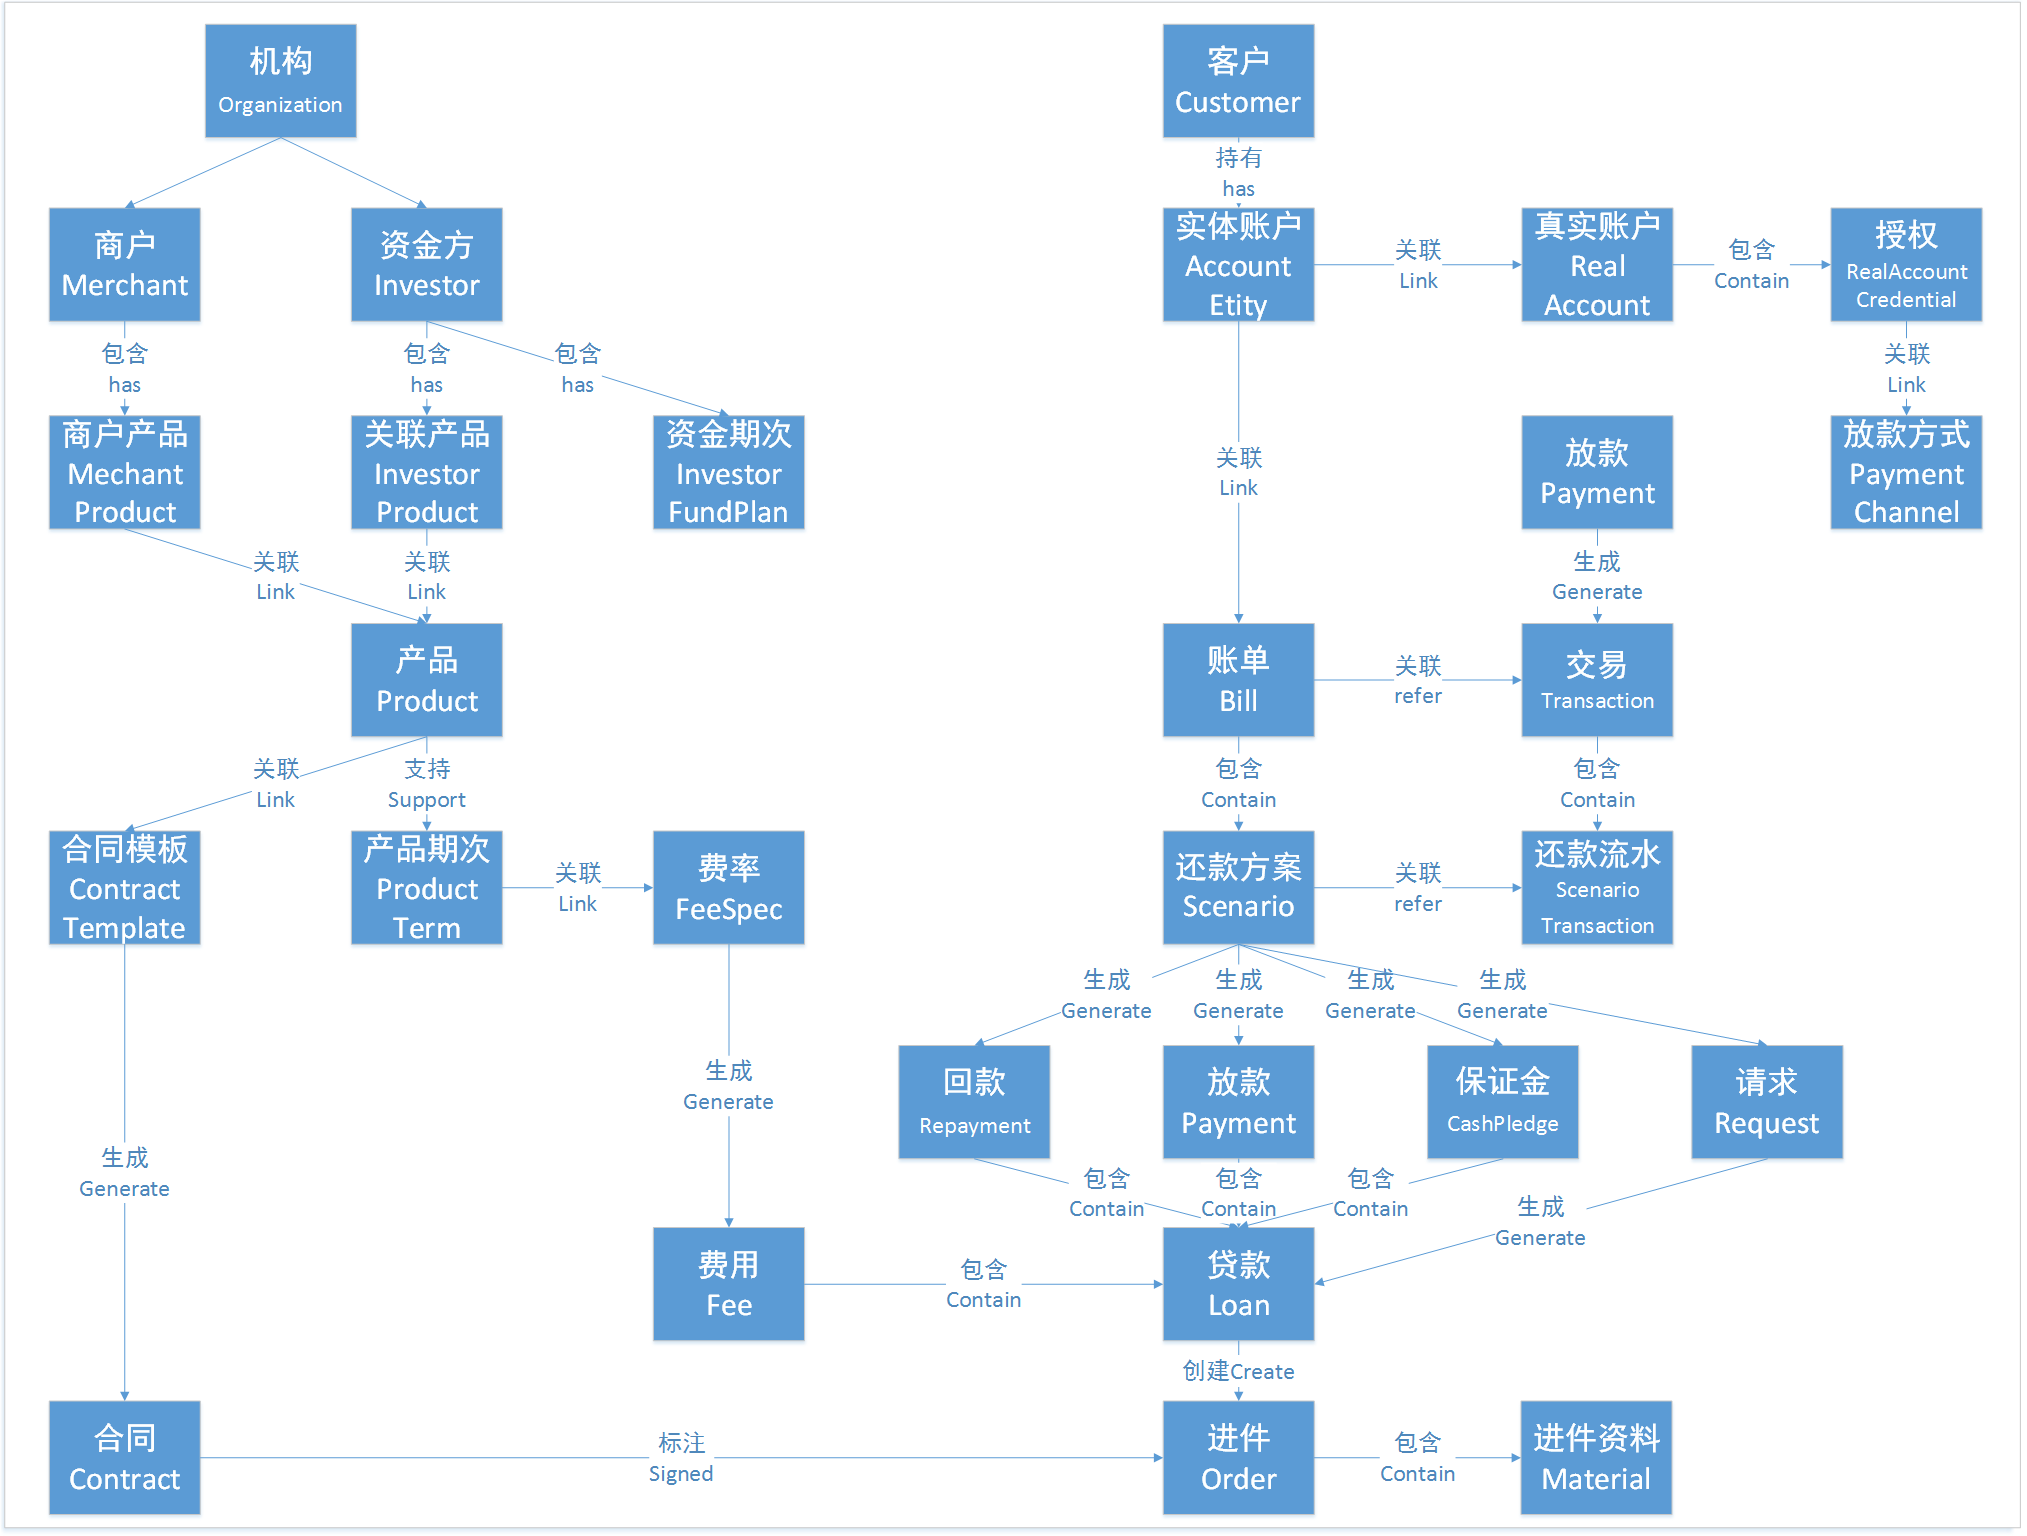 机构
Organization
客户
Customer
持有
has
商户
Merchant
资金方
Investor
实体账户
Account
Etity
关联
Link
真实账户
Real
Account
包含
Contain
授权
RealAccount
Credential
包含
has
包含
has
包含
has
关联
Link
商户产品
Mechant
Product
关联产品
Investor
Product
资金期次
Investor
FundPlan
关联
Link
放款
Payment
放款方式
Payment
Channel
关联
Link
关联
Link
生成
Generate
产品
Product
账单
Bill
关联
refer
交易
Transaction
关联
Link
支持
Support
包含
Contain
包含
Contain
合同模板
Contract
Template
产品期次
Product
Term
关联
Link
费率
FeeSpec
还款方案
Scenario
关联
refer
还款流水
Scenario
Transaction
生成
Generate
生成
Generate
生成
Generate
生成
Generate
生成
Generate
回款
Repayment
放款
Payment
保证金
CashPledge
请求
Request
生成
Generate
包含
Contain
包含
Contain
包含
Contain
生成
Generate
费用
Fee
包含
Contain
贷款
Loan
创建Create
合同
Contract
标注
Signed
进件
Order
包含
Contain
进件资料
Material